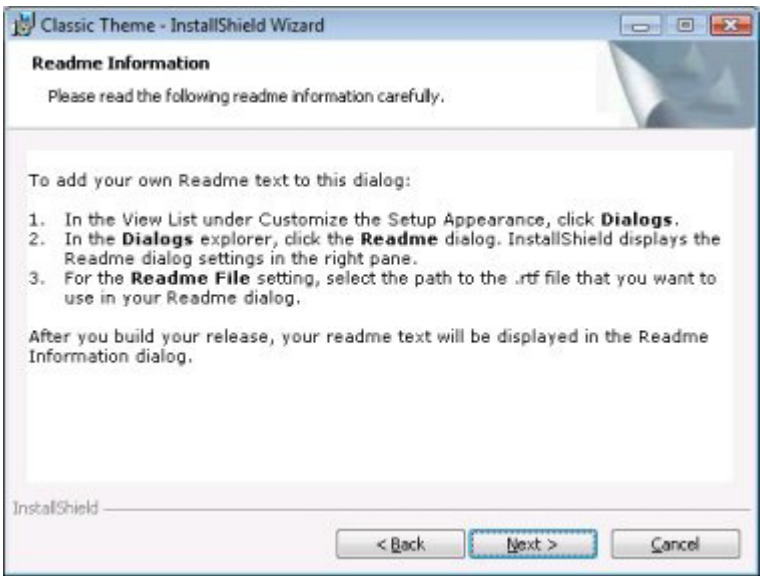 Classic Theme - InstallShield Wizard
Readme Information
Please read the following readme information carefully.
To add your own Readme text to this dialog:
1. In the View List under Customize the Setup Appearance, click Dialogs.
2. In the Dialogs explorer, click the Readme dialog. InstallShield displays the
Readme dialog settings in the right pane.
3. For the Readme File setting, select the path to the .rtf file that you want to
use in your Readme dialog.
After you build your release, your readme text will be displayed in the Readme
Information dialog.
InstallShield
< Back Next > Cancel